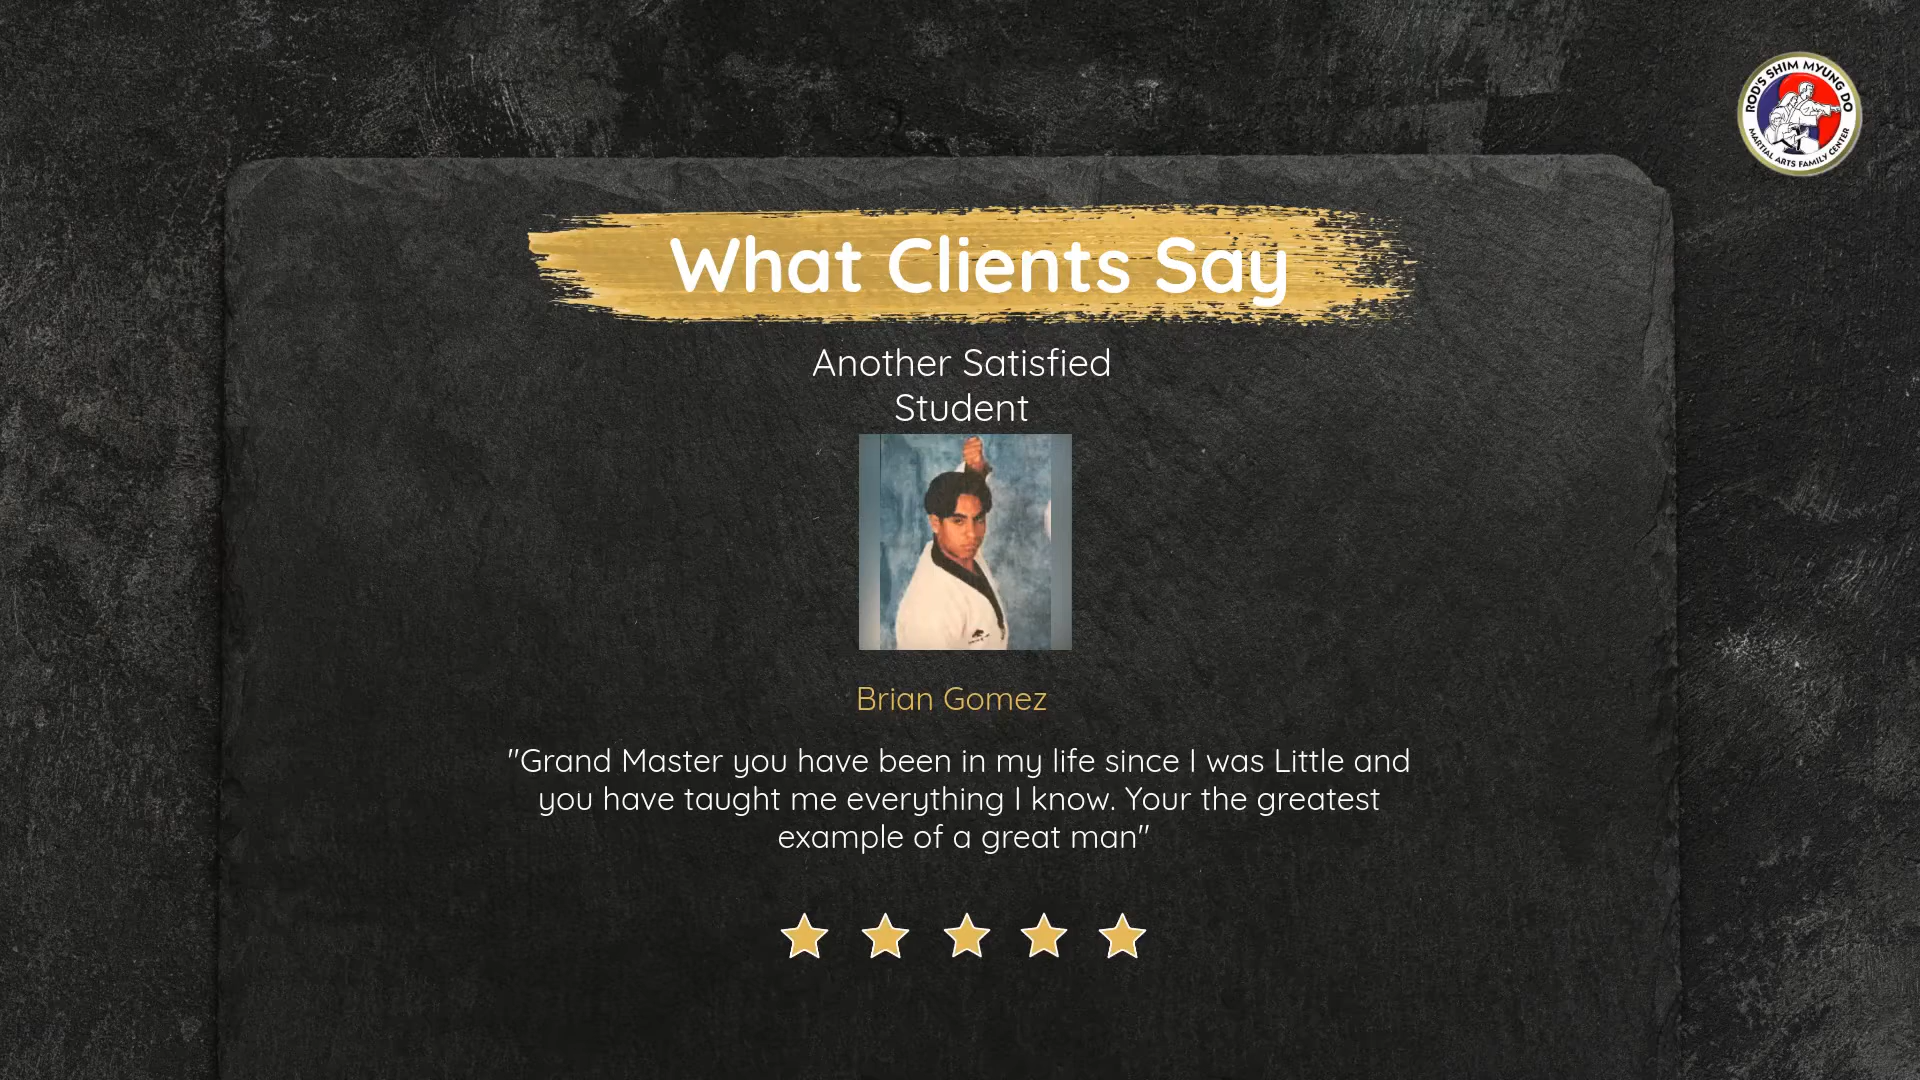 ROD'S SHIM MYUNG DO
MARTIAL ARTS FAMILY CENTER
What Clients Say
Another Satisfied
Student
Brian Gomez
"Grand Master you have been in my life since I was Little and
you have taught me everything I know. Your the greatest
example of a great man"